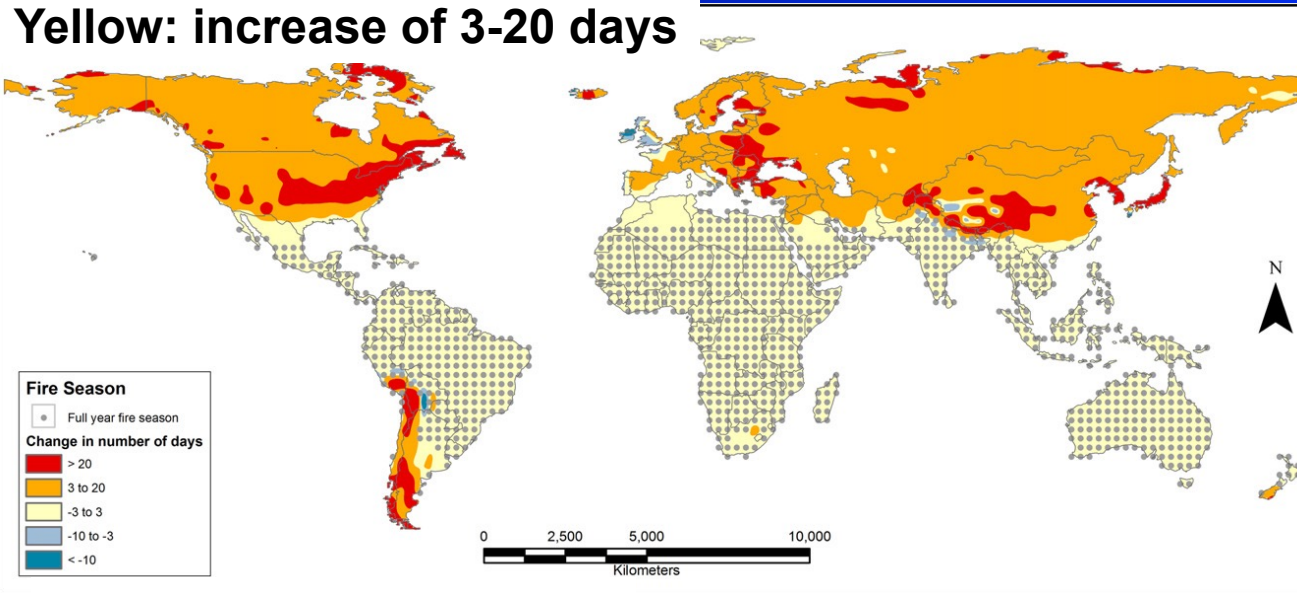 Yellow: increase of 3-20 days
N
Fire Season
Full year fire season
Change in number of days
> 20
3 to 20
-3 to 3
-10 to -3
< -10
0 2,500 5,000 10,000
Kilometers